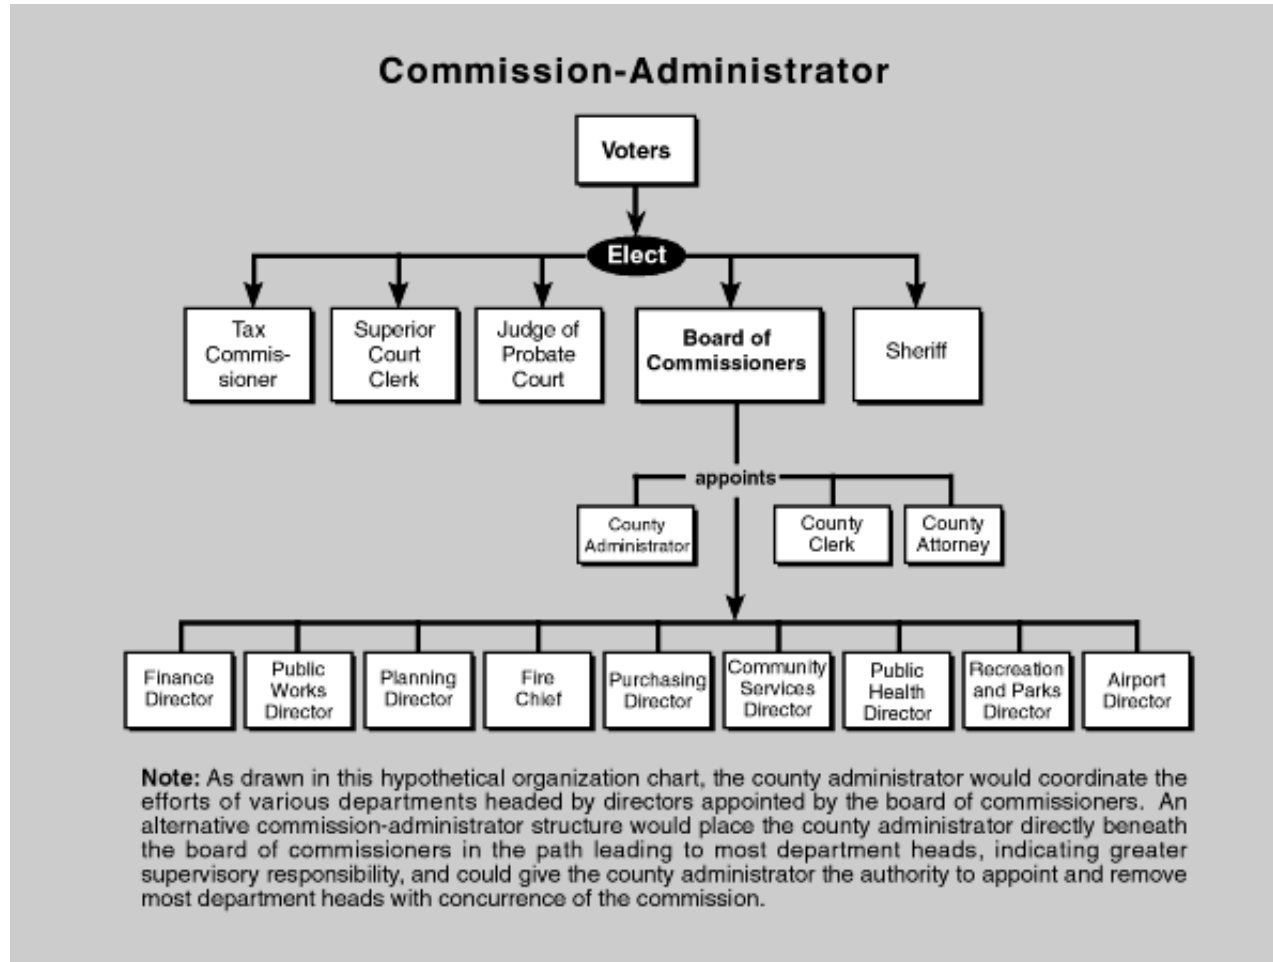 Commission-Administrator
Voters
Elect
Tax
Commis-
sioner
Superior
Court
Clerk
Judge of
Probate
Court
Board of
Commissioners
Sheriff
appoints
County
Administrator
County
Clerk
County
Attorney
Finance
Director
Public
Works
Director
Planning
Director
Fire
Chief
Purchasing
Director
Community
Services
Director
Public
Health
Director
Recreation
and Parks
Director
Airport
Director
Note: As drawn in this hypothetical organization chart, the county administrator would coordinate the
efforts of various departments headed by directors appointed by the board of commissioners. An
alternative commission-administrator structure would place the county administrator directly beneath
the board of commissioners in the path leading to most department heads, indicating greater
supervisory responsibility, and could give the county administrator the authority to appoint and remove
most department heads with concurrence of the commission.